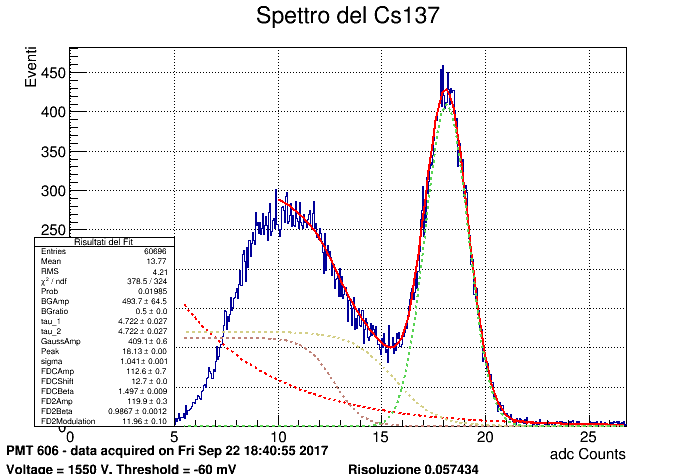 Spettro del Cs137
Eventi
450
400
350
300
250
Risultati del Fit
Entries 60696
Mean 13.77
RMS 4.21
χ² / ndf 378.5 / 324
Prob 0.01985
BGAmp 493.7 ± 64.5
BGratio 0.5 ± 0.0
tau_1 4.722 ± 0.027
tau_2 4.722 ± 0.027
GaussAmp 409.1 ± 0.6
Peak 16.13 ± 0.00
sigma 1.041 ± 0.001
FDCAmp 112.6 ± 0.7
FDCShift 12.7 ± 0.0
FDCBeta 1.497 ± 0.009
FD2Amp 119.9 ± 0.3
FD2Beta 0.9867 ± 0.0012
FD2Modulation 11.96 ± 0.10
0 5 10 15 20 25
adc Counts
PMT 606 - data acquired on Fri Sep 22 18:40:55 2017
Voltage = 1550 V, Threshold = -60 mV Risoluzione 0.057434